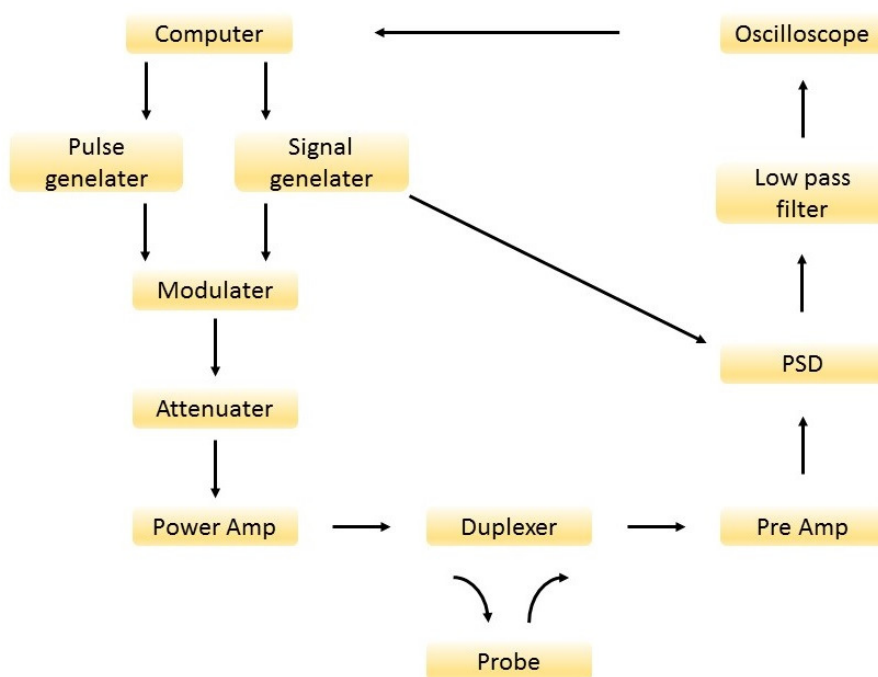 Computer
Oscilloscope
Pulse
genelater
Signal
genelater
Low pass
filter
Modulater
PSD
Attenuater
Power Amp
Duplexer
Pre Amp
Probe